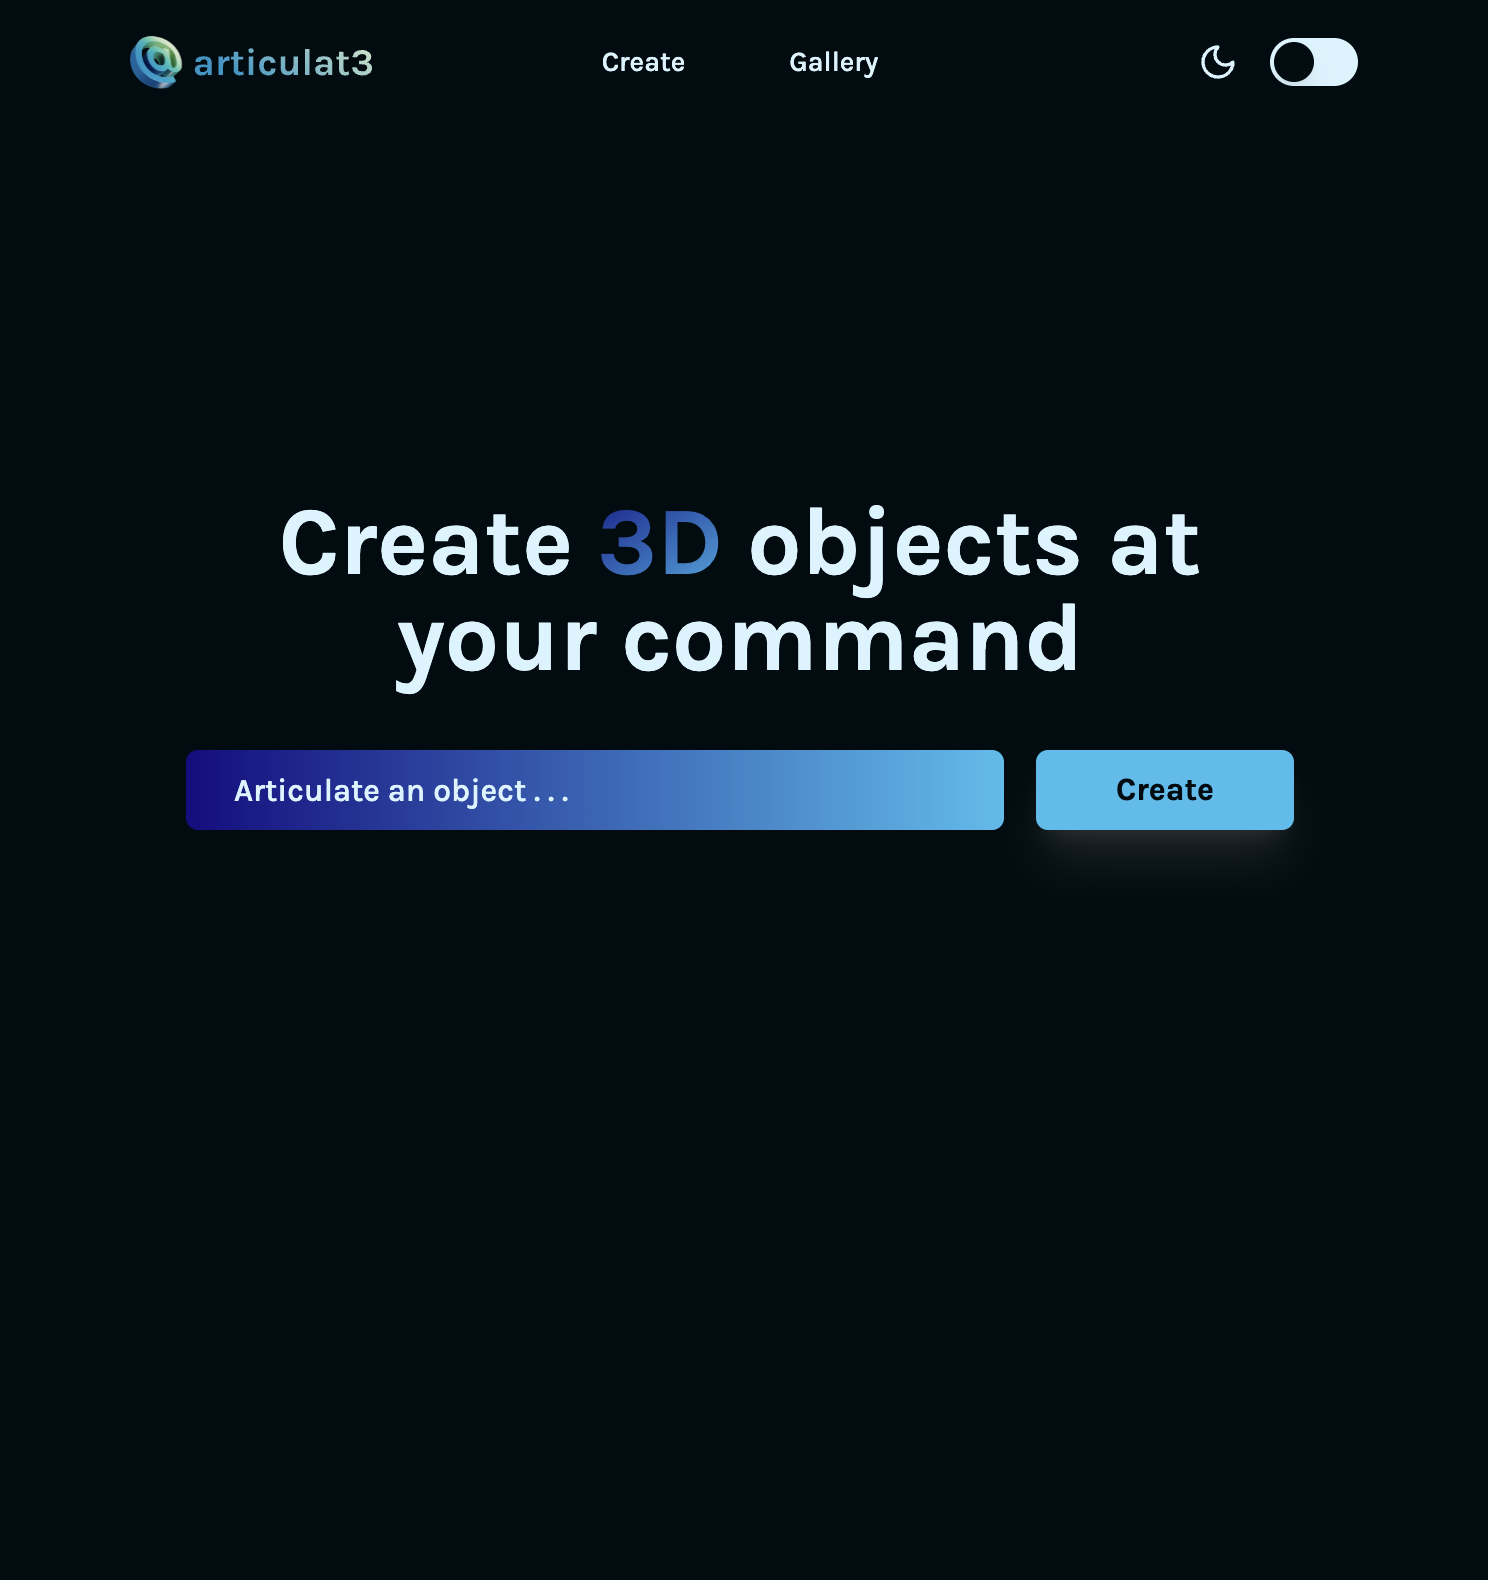 articulat3
Create
Gallery
Create 3D objects at
your command
Articulate an object . . .
Create